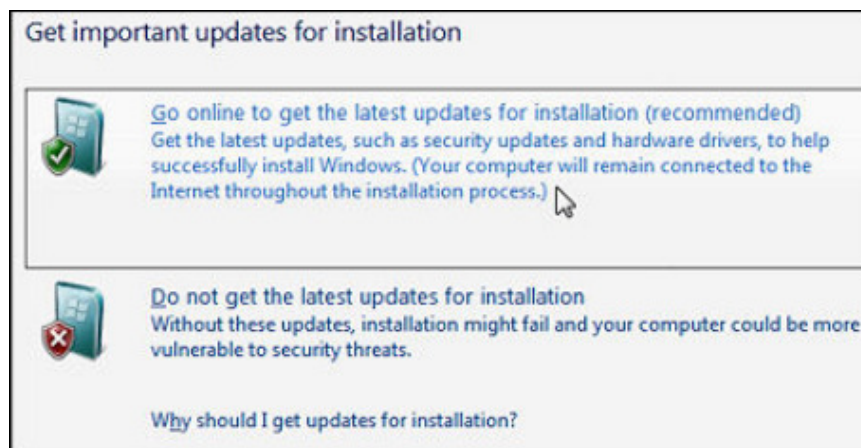 Get important updates for installation
Go online to get the latest updates for installation (recommended)
Get the latest updates, such as security updates and hardware drivers, to help
successfully install Windows. (Your computer will remain connected to the
Internet throughout the installation process.)
Do not get the latest updates for installation
Without these updates, installation might fail and your computer could be more
vulnerable to security threats.
Why should I get updates for installation?